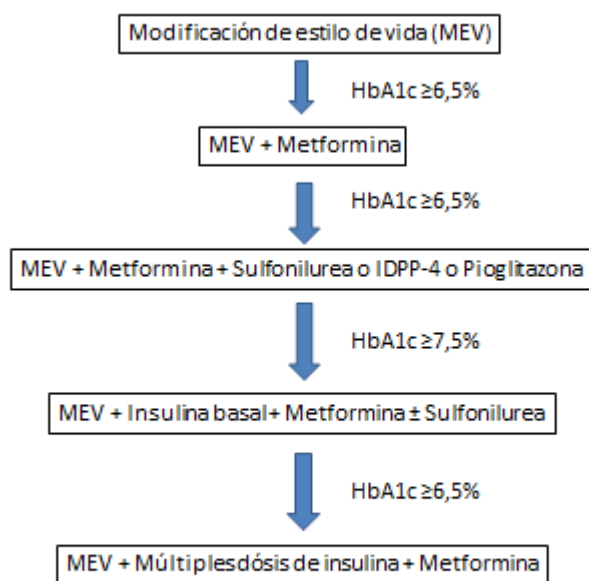 Modificación de estilo de vida (MEV)
HbA1c ≥6,5%
MEV + Metformina
HbA1c ≥6,5%
MEV + Metformina + Sulfonilurea o IDPP-4 o Pioglitazona
HbA1c ≥7,5%
MEV + Insulina basal + Metformina ± Sulfonilurea
HbA1c ≥6,5%
MEV + Múltiples dósis de insulina + Metformina